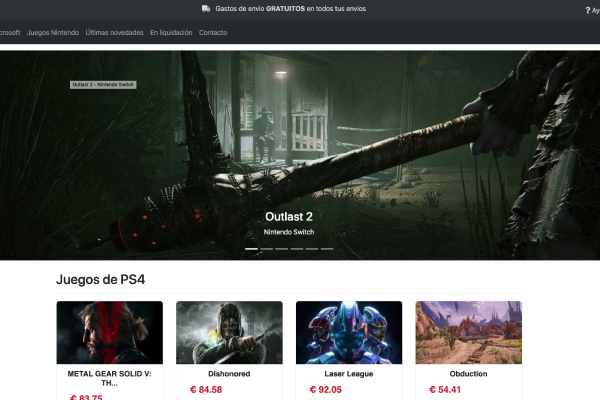 Gastos de envío GRATUITOS en todos tus envios
? Ay
crosoft Juegos Nintendo Últimas novedades En liquidación Contacto
Outlast 2 - Nintendo Switch
Outlast 2
Nintendo Switch
Juegos de PS4
METAL GEAR SOLID V:
TH...
€ 83.75
Dishonored
€ 84.58
Laser League
€ 92.05
Obduction
€ 54.41